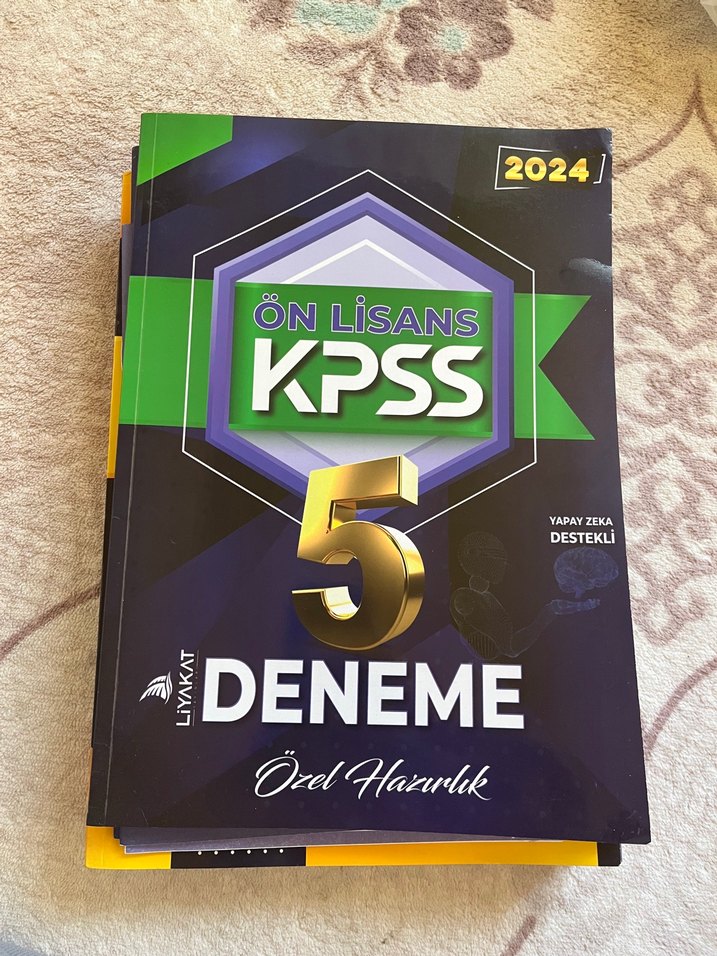 2024
ÖN LİSANS
KPSS
5
YAPAY ZEKA
DESTEKLİ
LİYAKAT
DENEME
Özel Hazırlık